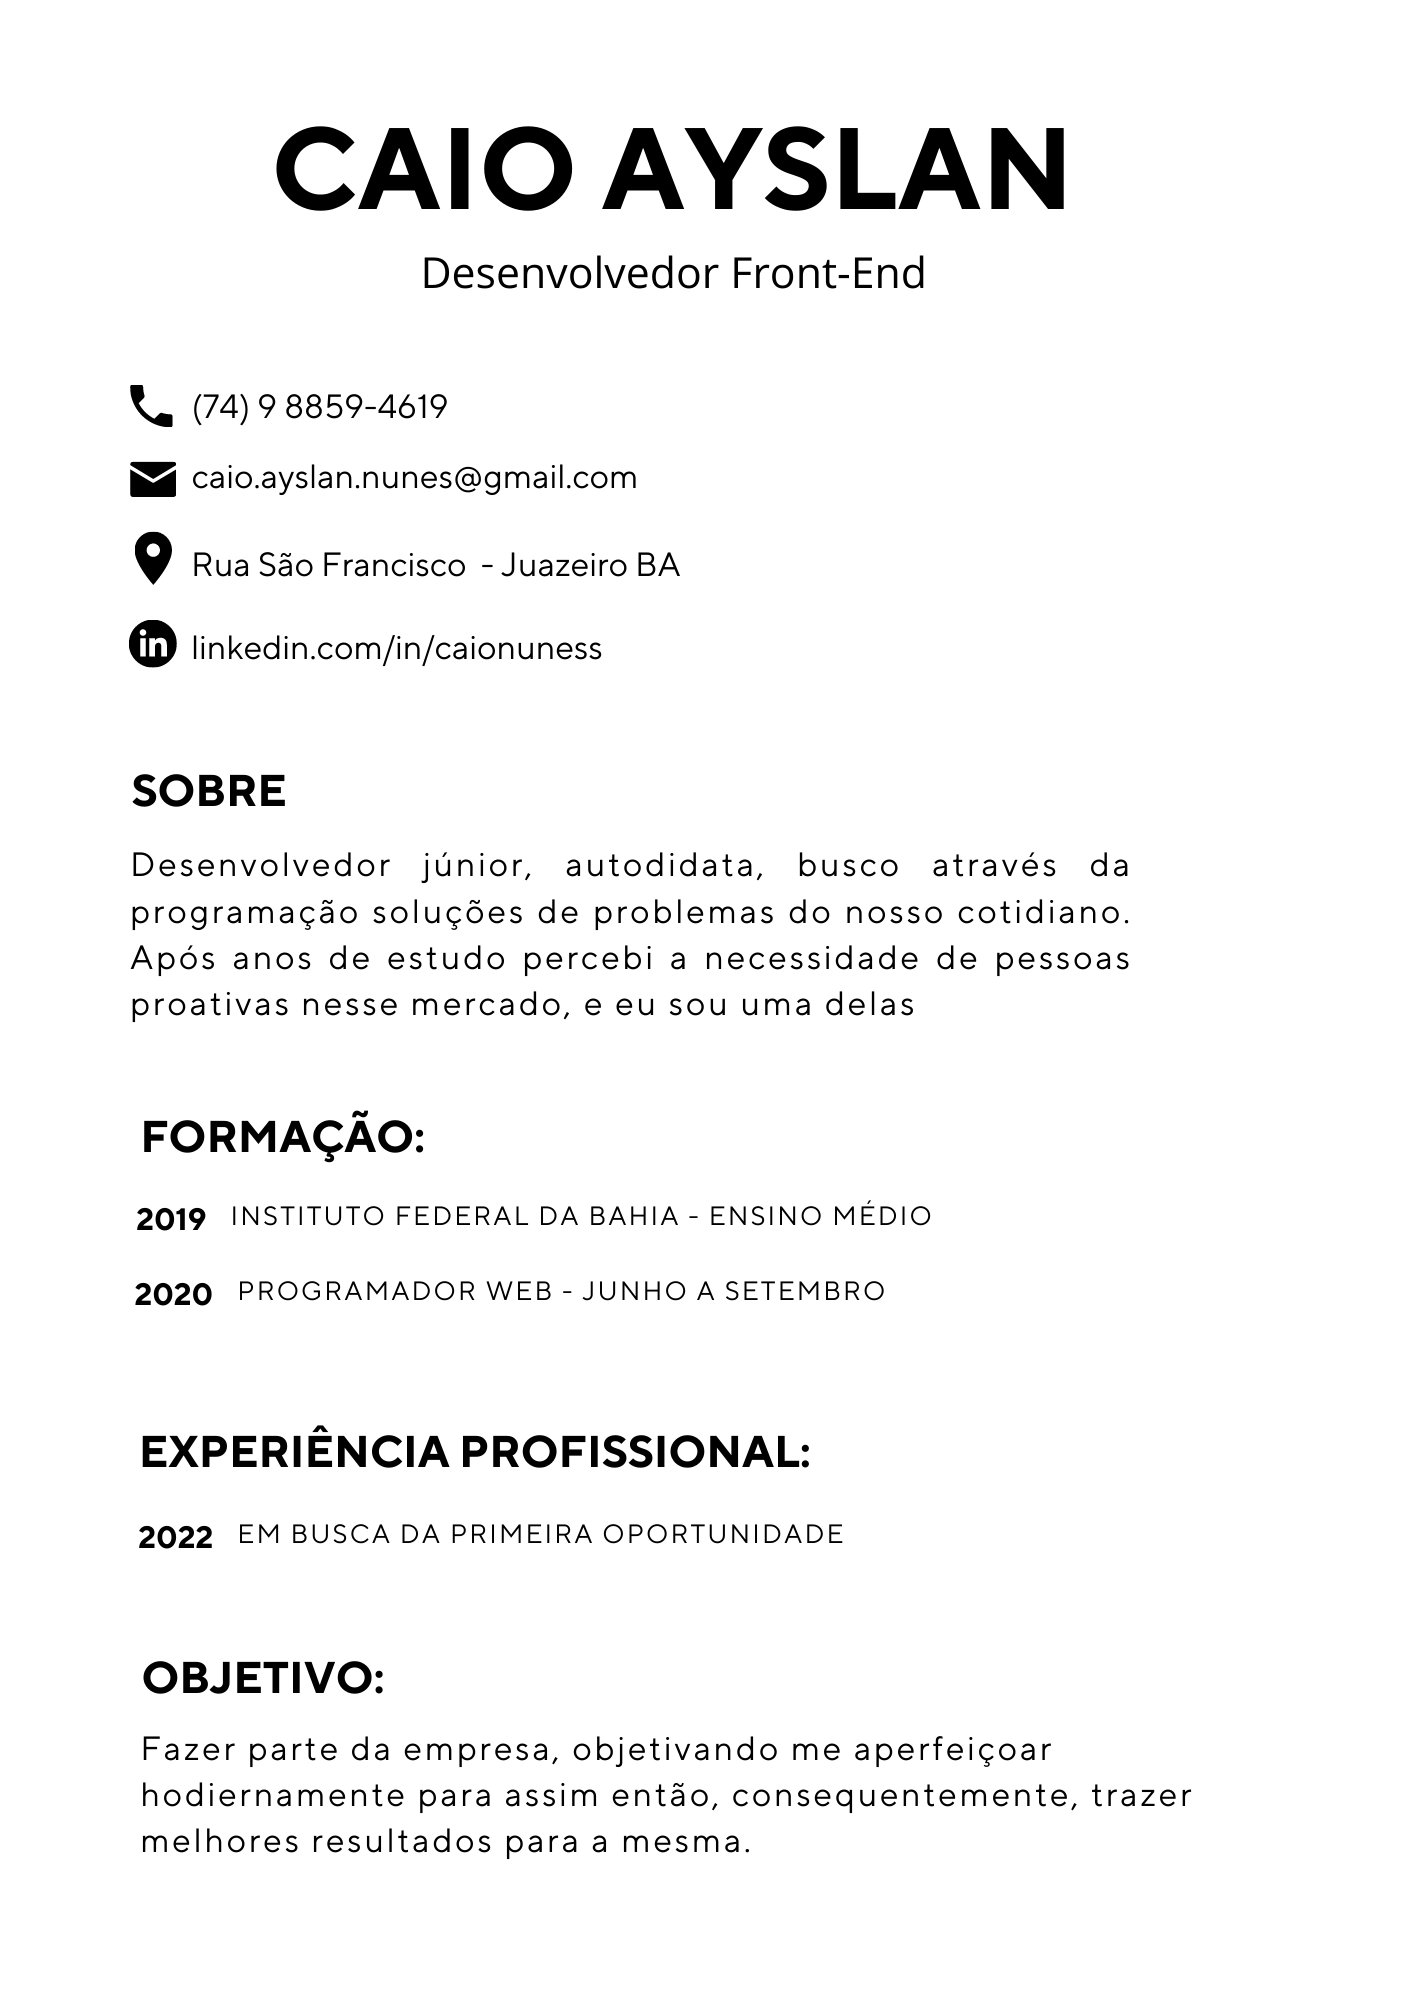 CAIO AYSLAN
Desenvolvedor Front-End
(74) 9 8859-4619
caio.ayslan.nunes@gmail.com
Rua São Francisco - Juazeiro BA
in linkedin.com/in/caionuness
SOBRE
Desenvolvedor júnior, autodidata, busco através da
programação soluções de problemas do nosso cotidiano.
Após anos de estudo percebi a necessidade de pessoas
proativas nesse mercado, e eu sou uma delas
FORMAÇÃO:
2019 INSTITUTO FEDERAL DA BAHIA - ENSINO MÉDIO
2020 PROGRAMADOR WEB - JUNHO A SETEMBRO
EXPERIÊNCIA PROFISSIONAL:
2022 EM BUSCA DA PRIMEIRA OPORTUNIDADE
OBJETIVO:
Fazer parte da empresa, objetivando me aperfeiçoar
hodiernamente para assim então, consequentemente, trazer
melhores resultados para a mesma.